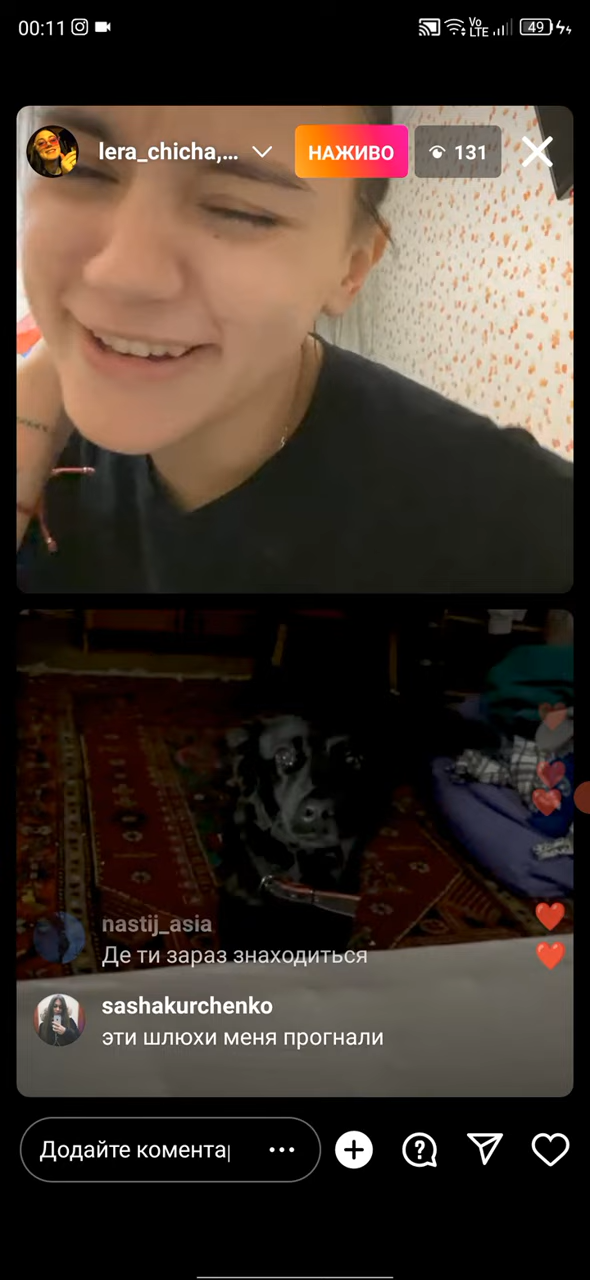 00:11
Vo
LTE
49
lera_chicha,...
НАЖИВО
131
nastij_asia
Де ти зараз знаходиться
sashakurchenko
эти шлюхи меня прогнали
Додайте комента